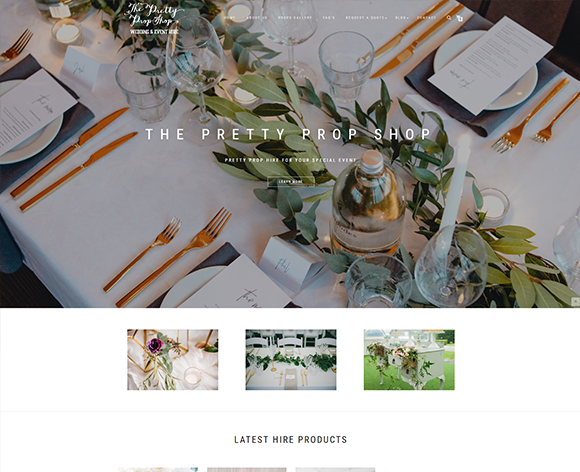 The Pretty
Prop Shop
WEDDING & EVENT HIRE
HOME ABOUT US PROPS GALLERY FAQ'S REQUEST A QUOTE BLOG CONTACT
THE PRETTY PROP SHOP
PRETTY PROP HIRE FOR YOUR SPECIAL EVENT
LEARN MORE
LATEST HIRE PRODUCTS